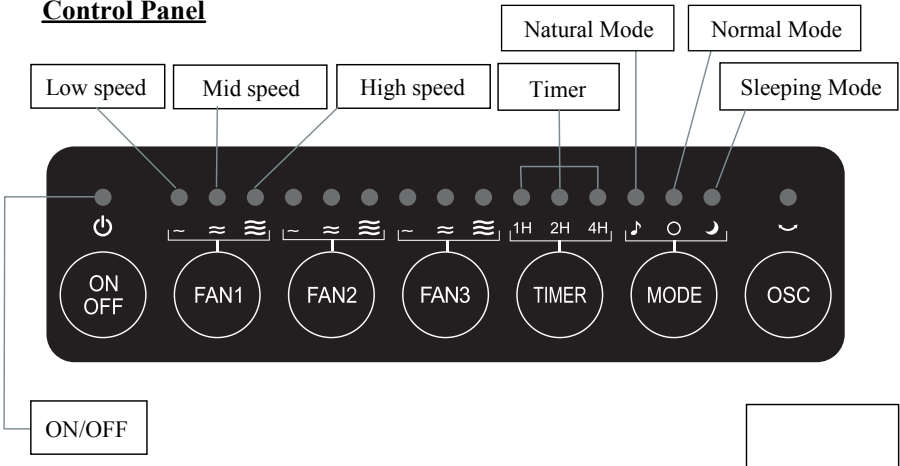 Control Panel
Natural Mode
Normal Mode
Low speed
Mid speed
High speed
Timer
Sleeping Mode
~ ≈ ≋ ~ ≈ ≋ ~ ≈ ≋ 1H 2H 4H
ON
OFF
FAN1
FAN2
FAN3
TIMER
MODE
OSC
ON/OFF